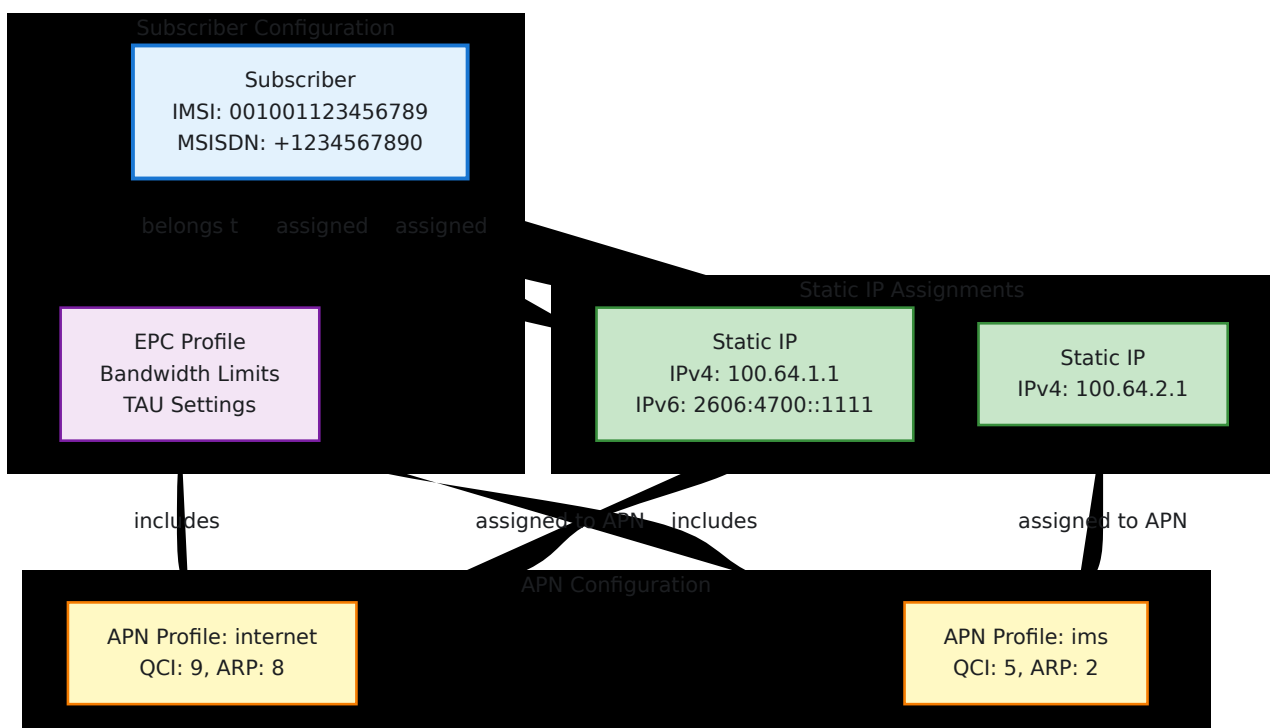 Subscriber Configuration
Subscriber
IMSI: 001001123456789
MSISDN: +1234567890
belongs t
assigned
assigned
Static IP Assignments
EPC Profile
Bandwidth Limits
TAU Settings
Static IP
IPv4: 100.64.1.1
IPv6: 2606:4700::1111
Static IP
IPv4: 100.64.2.1
includes
assigned to APN
includes
assigned to APN
APN Configuration
APN Profile: internet
QCI: 9, ARP: 8
APN Profile: ims
QCI: 5, ARP: 2